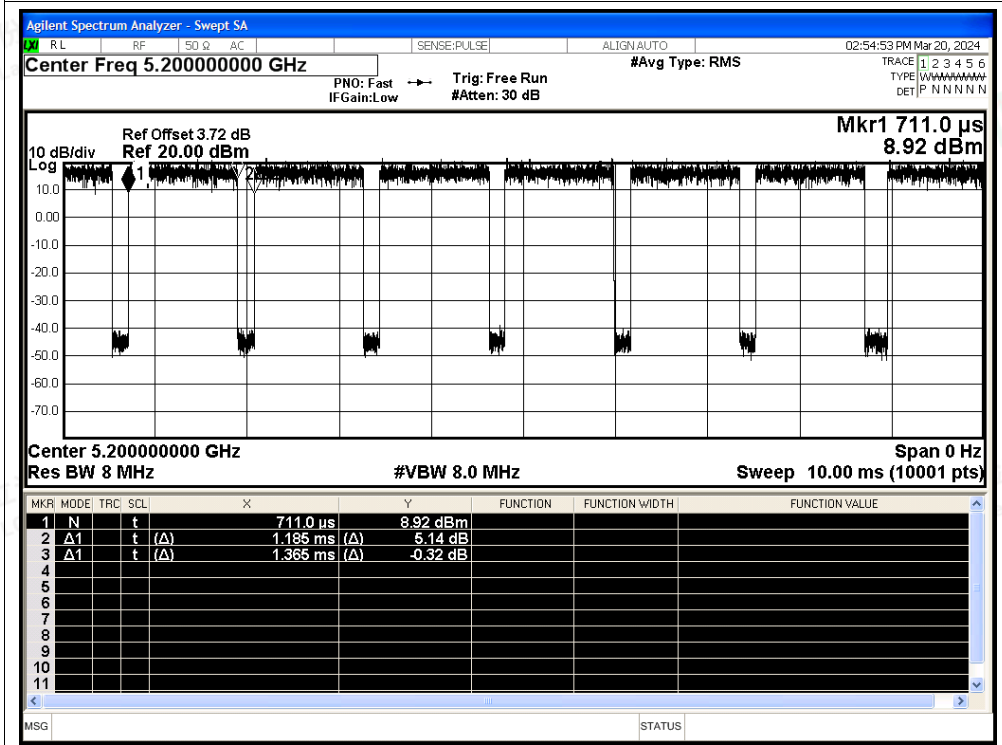 Agilent Spectrum Analyzer - Swept SA
LXI RL RF 50 Ω AC SENSE:PULSE ALIGN AUTO 02:54:53 PM Mar 20, 2024
Center Freq 5.200000000 GHz
PNO: Fast
IFGain:Low
Trig: Free Run
#Atten: 30 dB
#Avg Type: RMS
TRACE 1 2 3 4 5 6
TYPE
DET P N N N N N
Mkr1 711.0 µs
8.92 dBm
Ref Offset 3.72 dB
10 dB/div Ref 20.00 dBm
Log
1
2
10.0
0.00
-10.0
-20.0
-30.0
-40.0
-50.0
-60.0
-70.0
Center 5.200000000 GHz Span 0 Hz
Res BW 8 MHz #VBW 8.0 MHz Sweep 10.00 ms (10001 pts)
MKR MODE TRC SCL X Y FUNCTION FUNCTION WIDTH FUNCTION VALUE
1 N t 711.0 µs 8.92 dBm
2 Δ1 t (Δ) 1.185 ms (Δ) 5.14 dB
3 Δ1 t (Δ) 1.365 ms (Δ) -0.32 dB
4
5
6
7
8
9
10
11
MSG STATUS